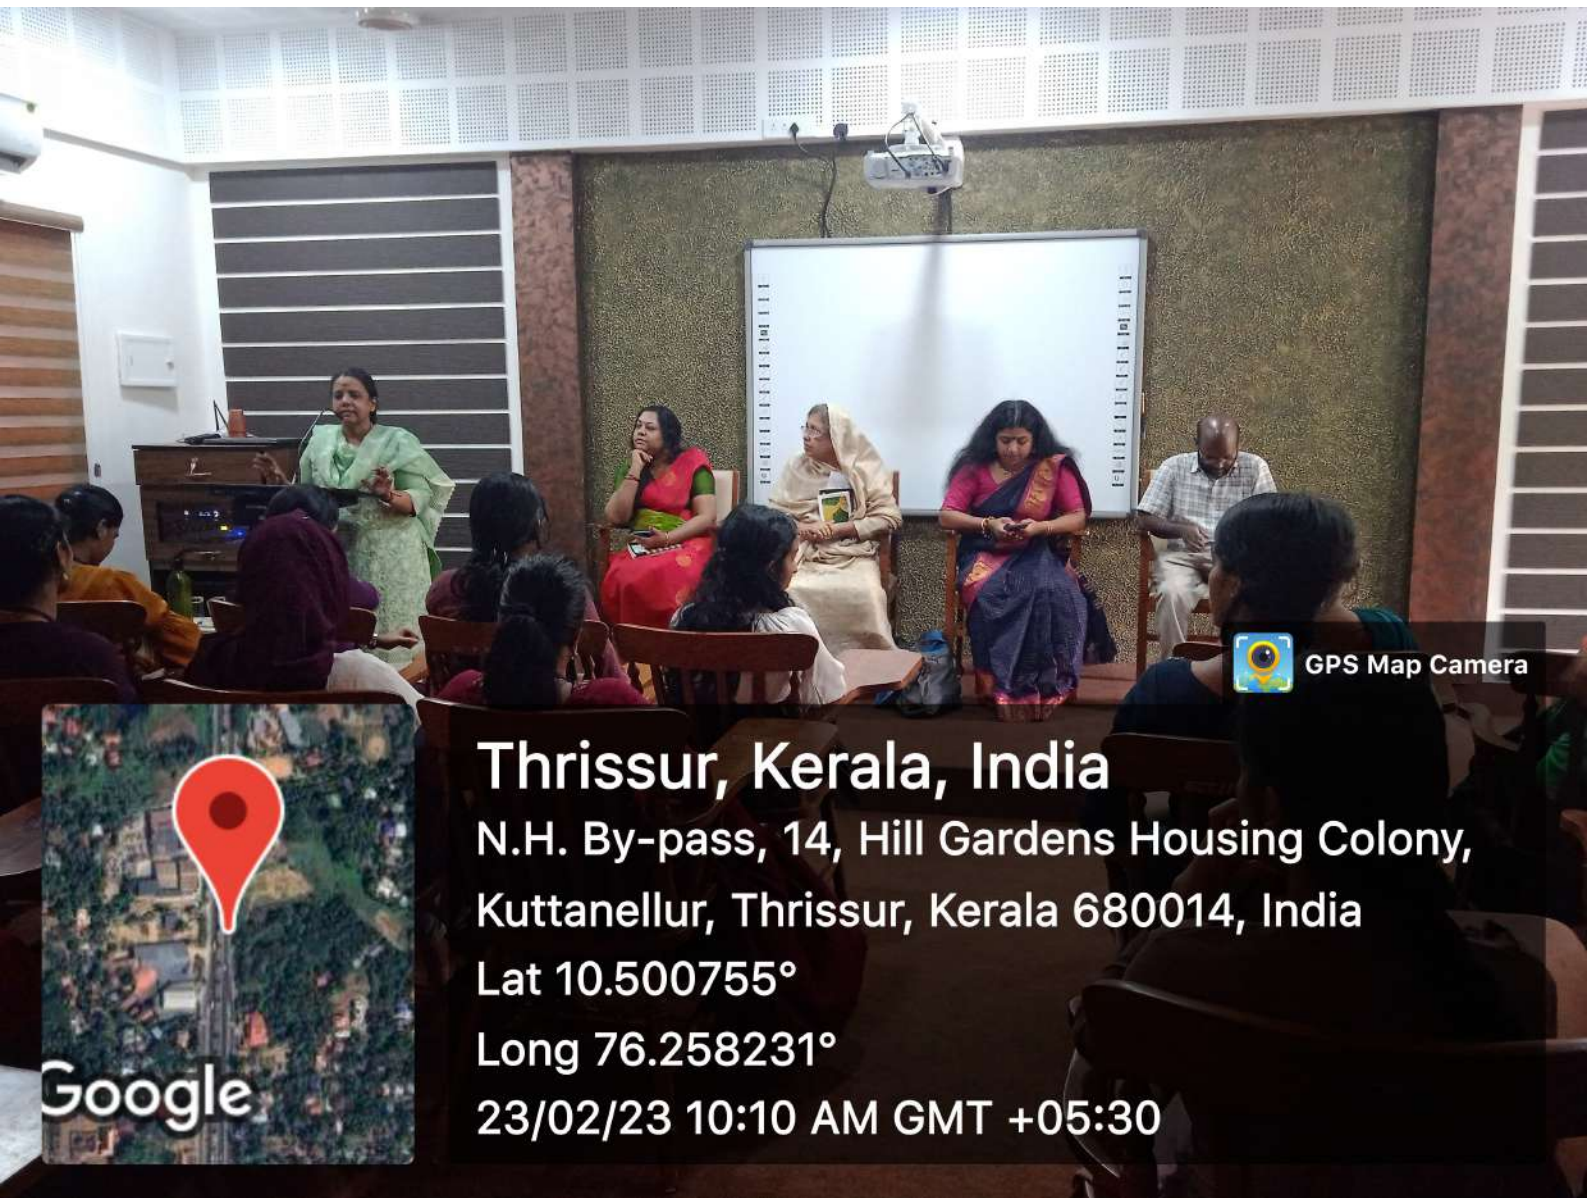 GPS Map Camera
Thrissur, Kerala, India
N.H. By-pass, 14, Hill Gardens Housing Colony,
Kuttanellur, Thrissur, Kerala 680014, India
Lat 10.500755°
Long 76.258231°
23/02/23 10:10 AM GMT +05:30
Google